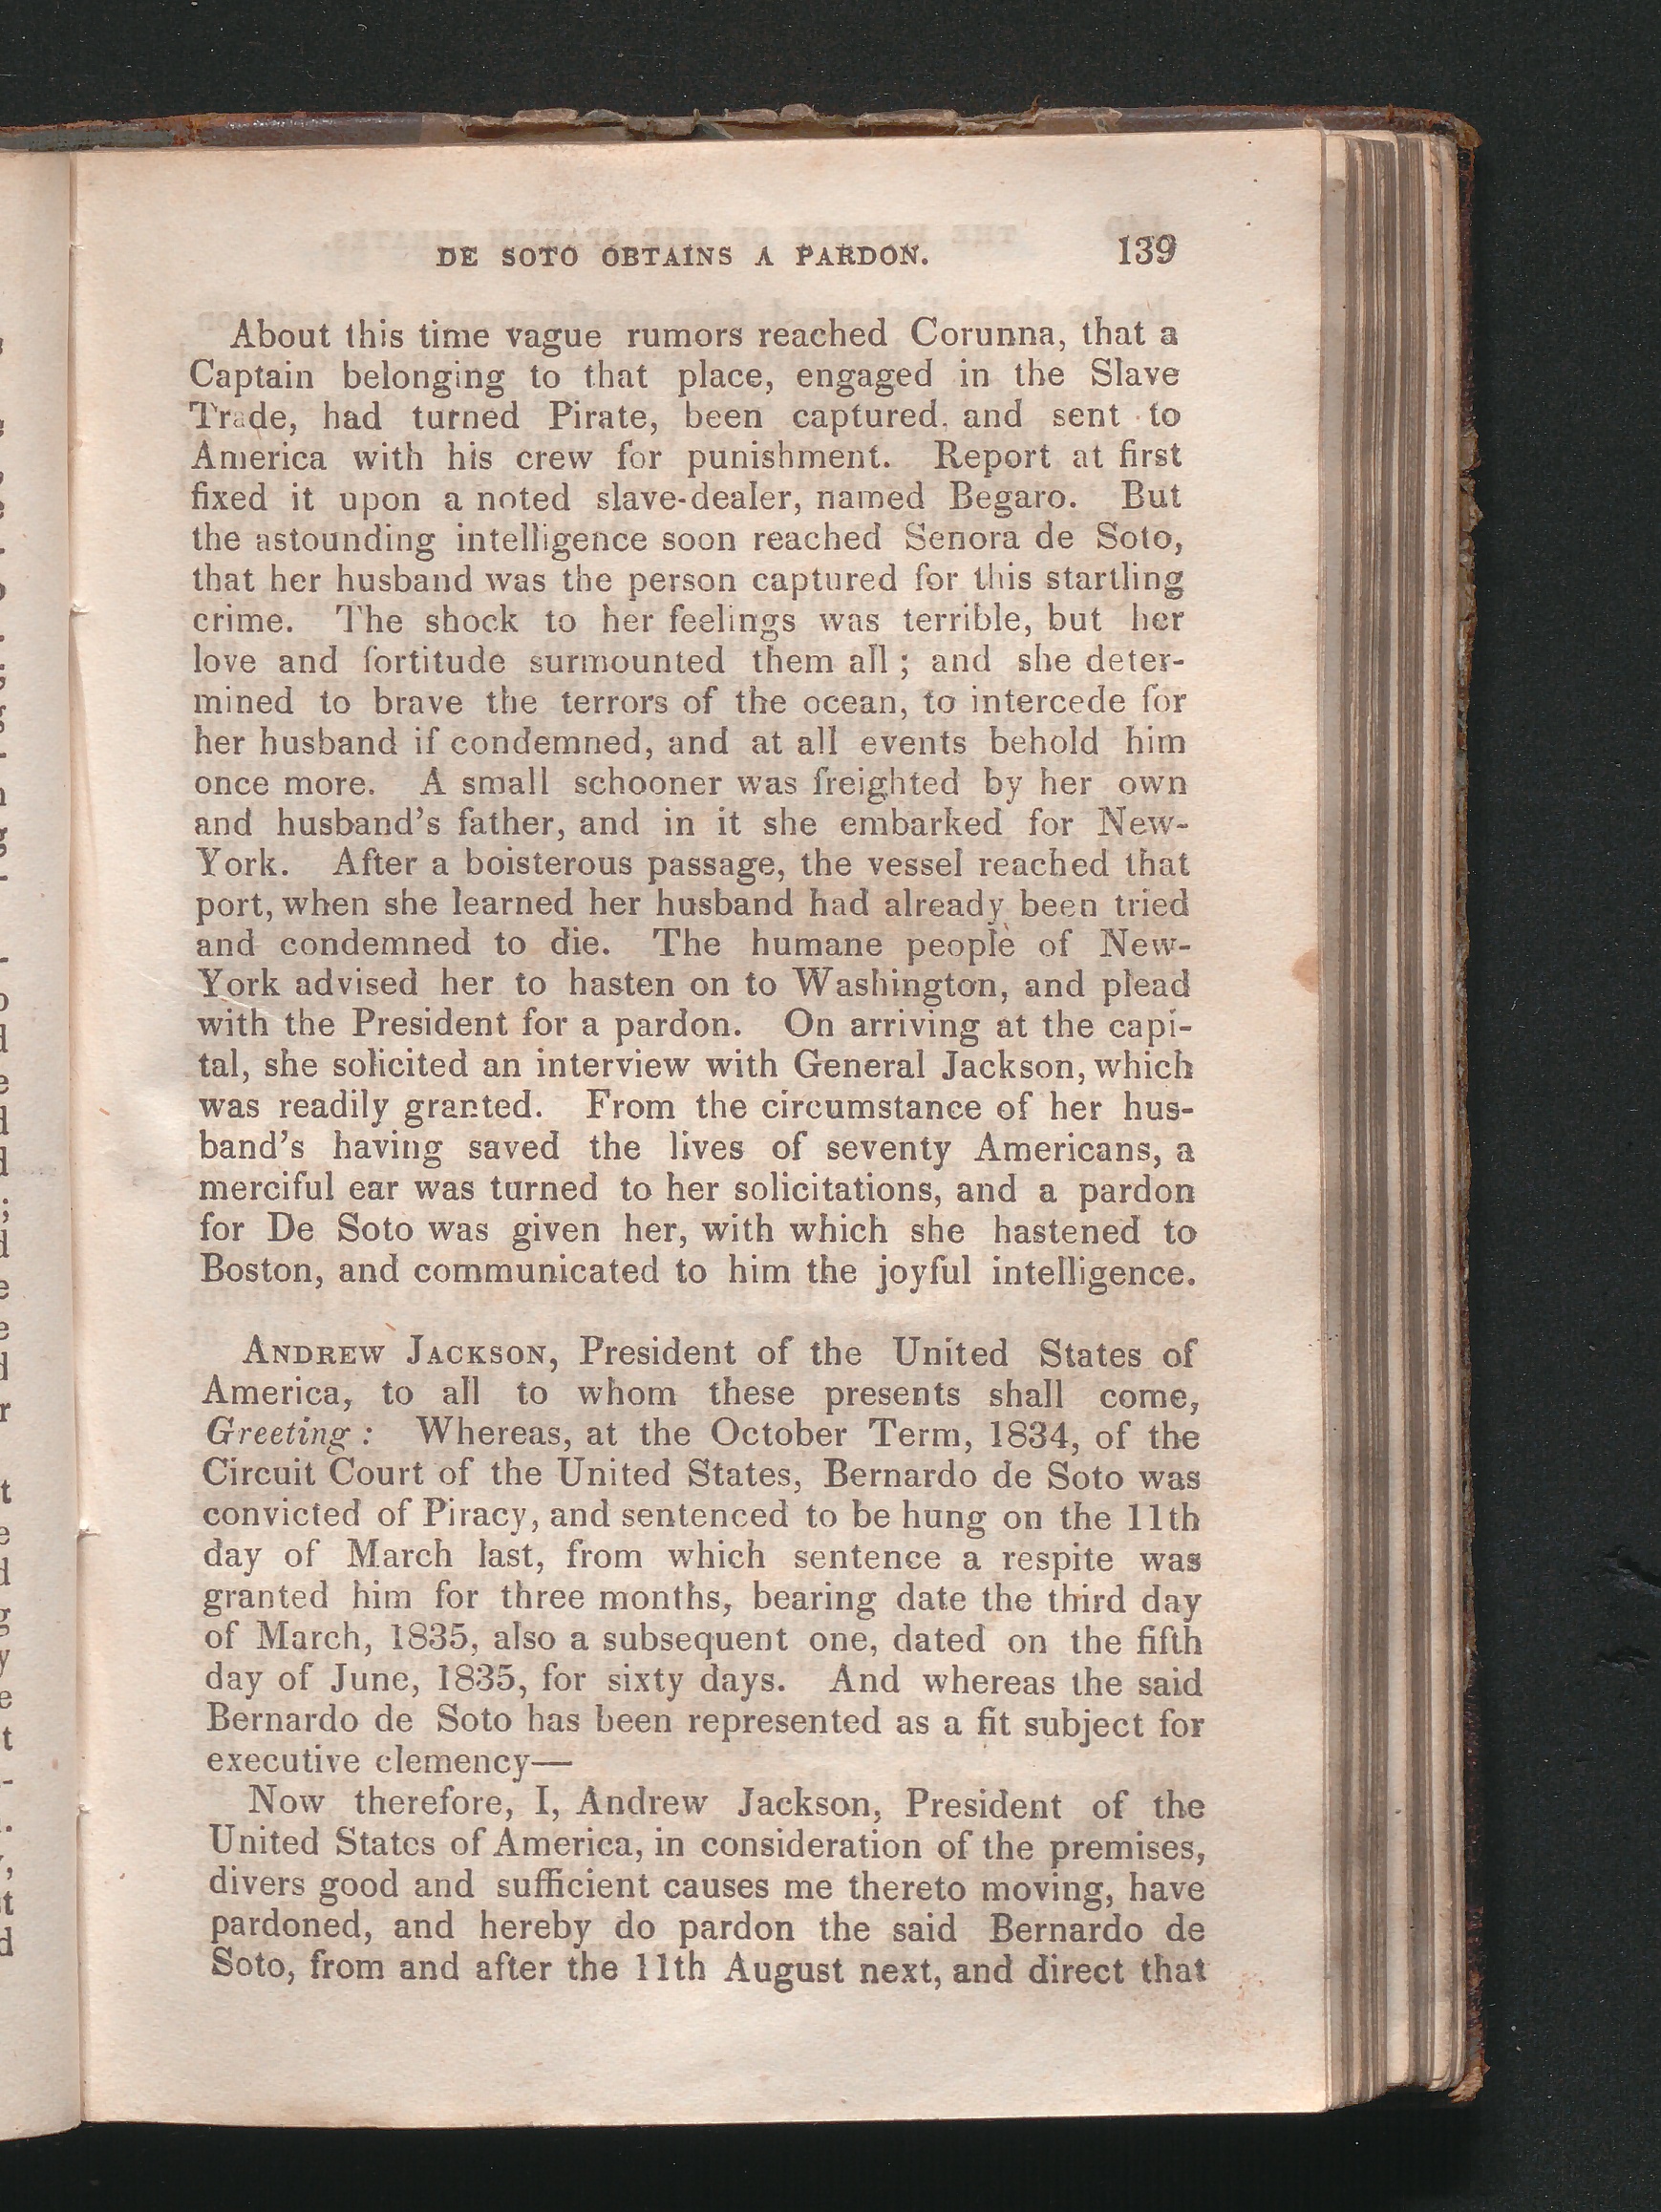 DE SOTO OBTAINS A PARDON. 139
About this time vague rumors reached Corunna, that a
Captain belonging to that place, engaged in the Slave
Trade, had turned Pirate, been captured, and sent to
America with his crew for punishment. Report at first
fixed it upon a noted slave-dealer, named Begaro. But
the astounding intelligence soon reached Senora de Soto,
that her husband was the person captured for this startling
crime. The shock to her feelings was terrible, but her
love and fortitude surmounted them all ; and she deter-
mined to brave the terrors of the ocean, to intercede for
her husband if condemned, and at all events behold him
once more. A small schooner was freighted by her own
and husband's father, and in it she embarked for New-
York. After a boisterous passage, the vessel reached that
port, when she learned her husband had already been tried
and condemned to die. The humane people of New-
York advised her to hasten on to Washington, and plead
with the President for a pardon. On arriving at the capi-
tal, she solicited an interview with General Jackson, which
was readily granted. From the circumstance of her hus-
band's having saved the lives of seventy Americans, a
merciful ear was turned to her solicitations, and a pardon
for De Soto was given her, with which she hastened to
Boston, and communicated to him the joyful intelligence.
ANDREW JACKSON, President of the United States of
America, to all to whom these presents shall come,
Greeting : Whereas, at the October Term, 1834, of the
Circuit Court of the United States, Bernardo de Soto was
convicted of Piracy, and sentenced to be hung on the 11th
day of March last, from which sentence a respite was
granted him for three months, bearing date the third day
of March, 1835, also a subsequent one, dated on the fifth
day of June, 1835, for sixty days. And whereas the said
Bernardo de Soto has been represented as a fit subject for
executive clemency—
Now therefore, I, Andrew Jackson, President of the
United States of America, in consideration of the premises,
divers good and sufficient causes me thereto moving, have
pardoned, and hereby do pardon the said Bernardo de
Soto, from and after the 11th August next, and direct that